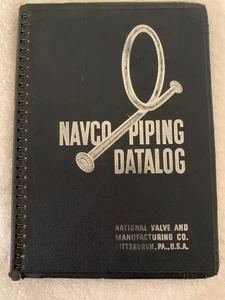 NAVCO PIPING
DATALOG
NATIONAL VALVE AND
MANUFACTURING CO.
PITTSBURGH, PA., U.S.A.